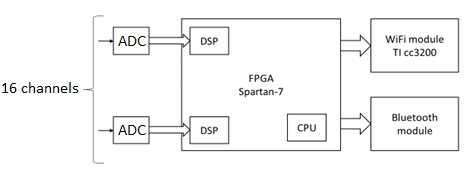 16 channels
ADC
DSP
ADC
DSP
FPGA
Spartan-7
CPU
WiFi module
TI cc3200
Bluetooth
module